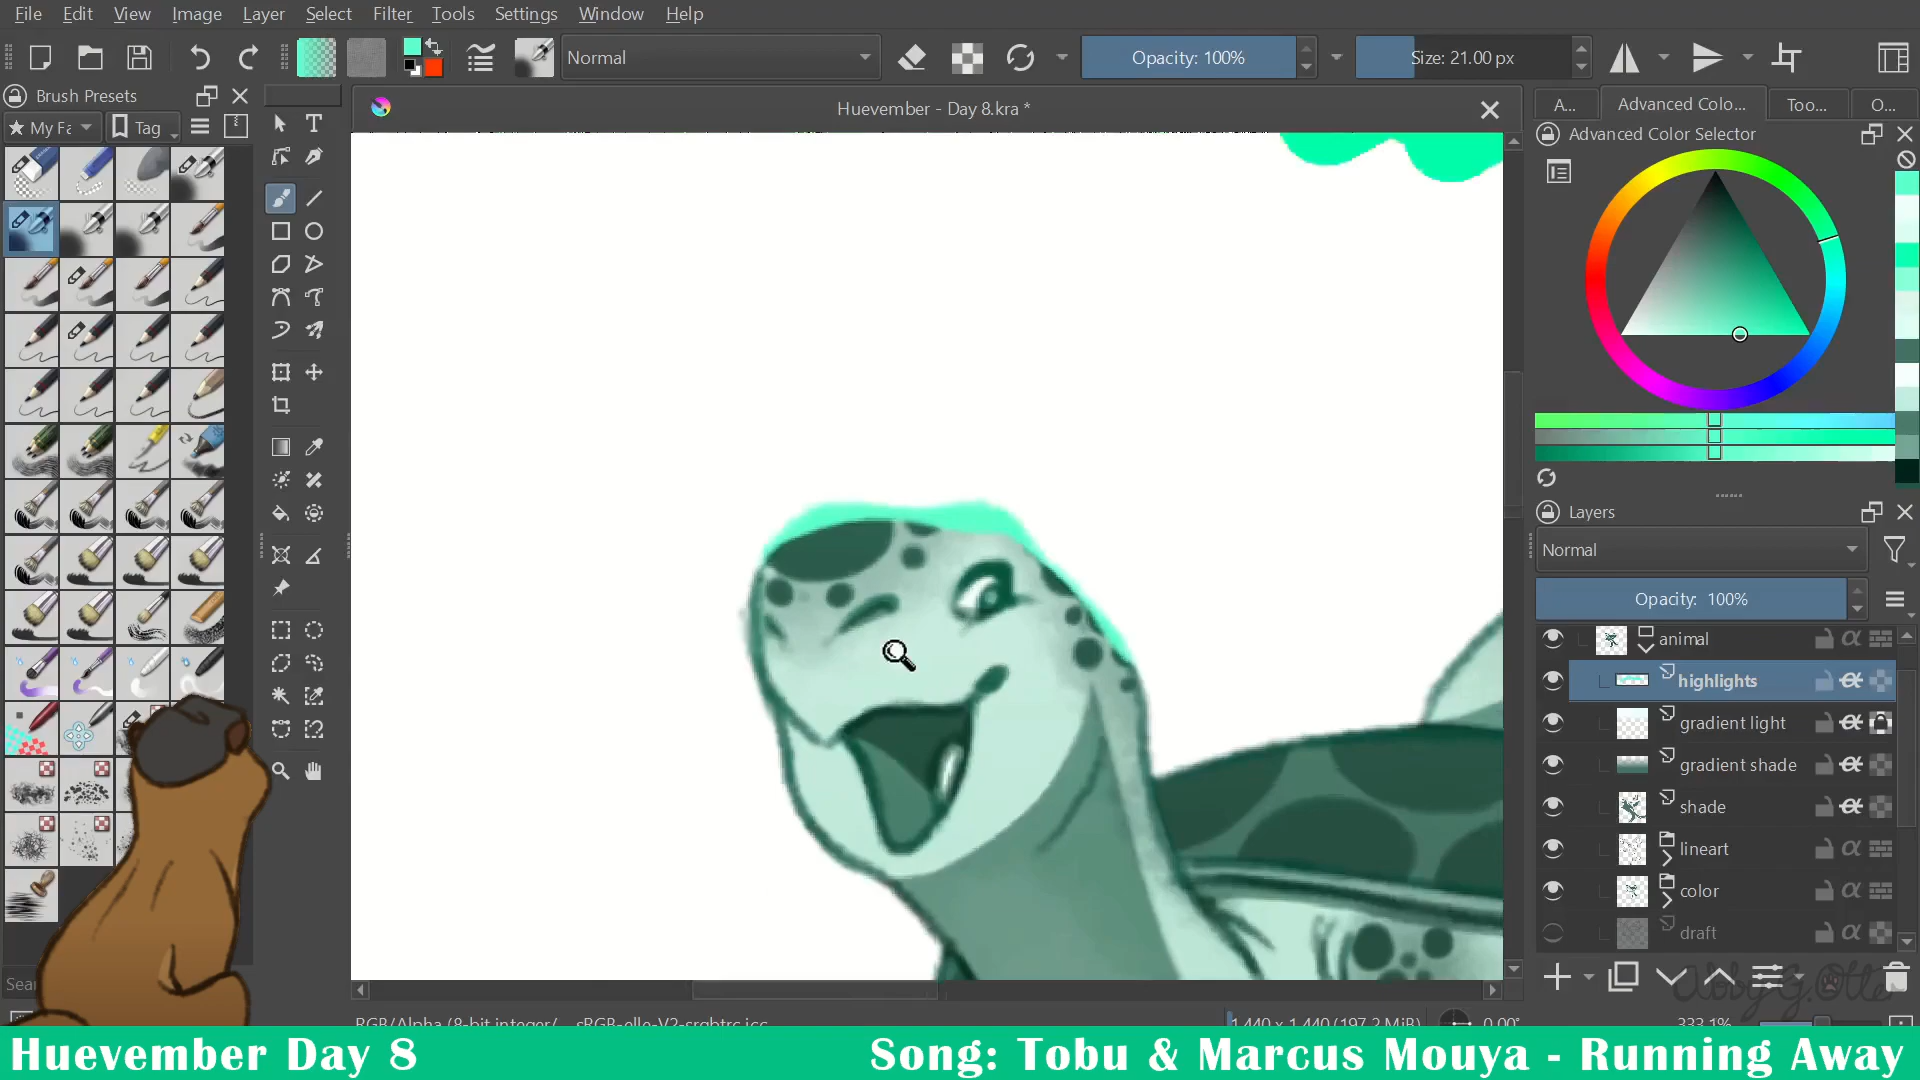 File Edit View Image Layer Select Filter Tools Settings Window Help
Normal
Opacity: 100%
Size: 21.00 px
Brush Presets
Huevember - Day 8.kra *
A...
Advanced Colo...
Too...
O...
My Fa
Tag
Advanced Color Selector
Layers
Normal
Opacity: 100%
animal
highlights
gradient light
gradient shade
shade
lineart
color
draft
Sear
Abby G. Otts
RGB/Alpha (8-bit integer/... sRGB-elle-V2-srgbtrc.icc
1,440 x 1,440 (197.2 MiB)
0.00°
333.1%
Huevember Day 8
Song: Tobu & Marcus Mouya - Running Away